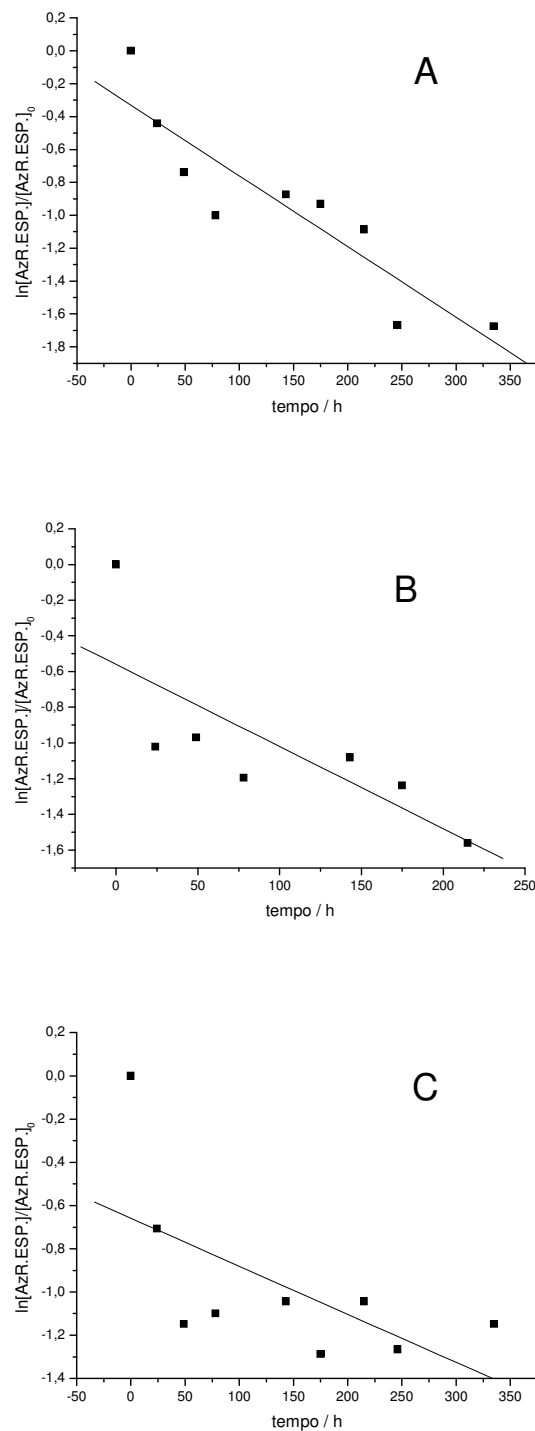 0,2
0,0
-0,2
-0,4
-0,6
-0,8
-1,0
-1,2
-1,4
-1,6
-1,8
A
ln[AzR.ESP.]/[AzR.ESP.]₀
-50 0 50 100 150 200 250 300 350
tempo / h
0,2
0,0
-0,2
-0,4
-0,6
-0,8
-1,0
-1,2
-1,4
-1,6
B
ln[AzR.ESP.]/[AzR.ESP.]₀
0 50 100 150 200 250
tempo / h
0,2
0,0
-0,2
-0,4
-0,6
-0,8
-1,0
-1,2
-1,4
C
ln[AzR.ESP.]/[AzR.ESP.]₀
-50 0 50 100 150 200 250 300 350
tempo / h